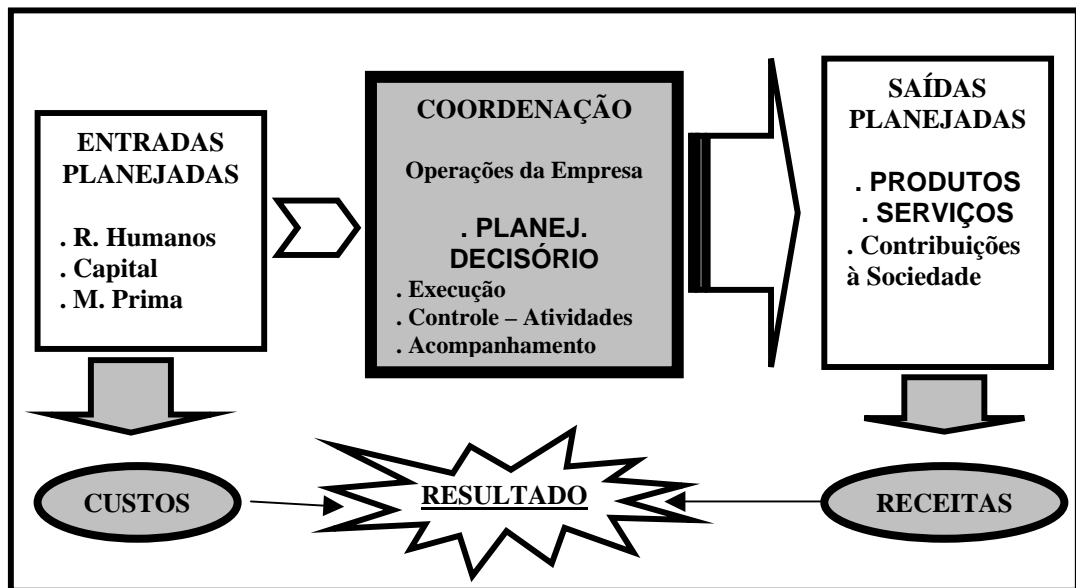 ENTRADAS
PLANEJADAS
. R. Humanos
. Capital
. M. Prima
COORDENAÇÃO
Operações da Empresa
. PLANEJ.
DECISÓRIO
. Execução
. Controle – Atividades
. Acompanhamento
SAÍDAS
PLANEJADAS
. PRODUTOS
. SERVIÇOS
. Contribuições
à Sociedade
CUSTOS
RESULTADO
RECEITAS